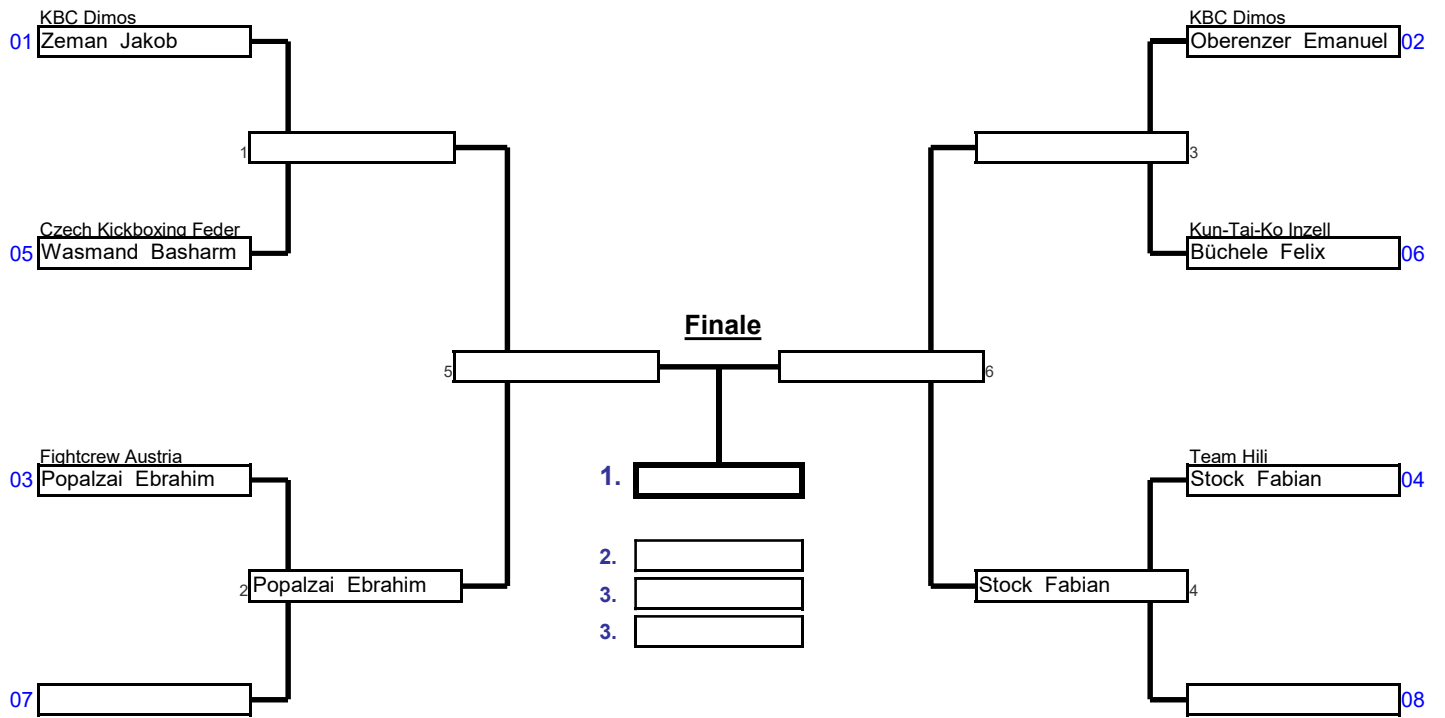 KBC Dimos
01 Zeman Jakob
1
Czech Kickboxing Feder
05 Wasmand Basharm
5
Fightcrew Austria
03 Popalzai Ebrahim
2 Popalzai Ebrahim
07
Finale
1.
2.
3.
3.
KBC Dimos
Oberenzer Emanuel 02
3
Kun-Tai-Ko Inzell
Büchele Felix 06
6
Team Hili
Stock Fabian 04
Stock Fabian 4
08